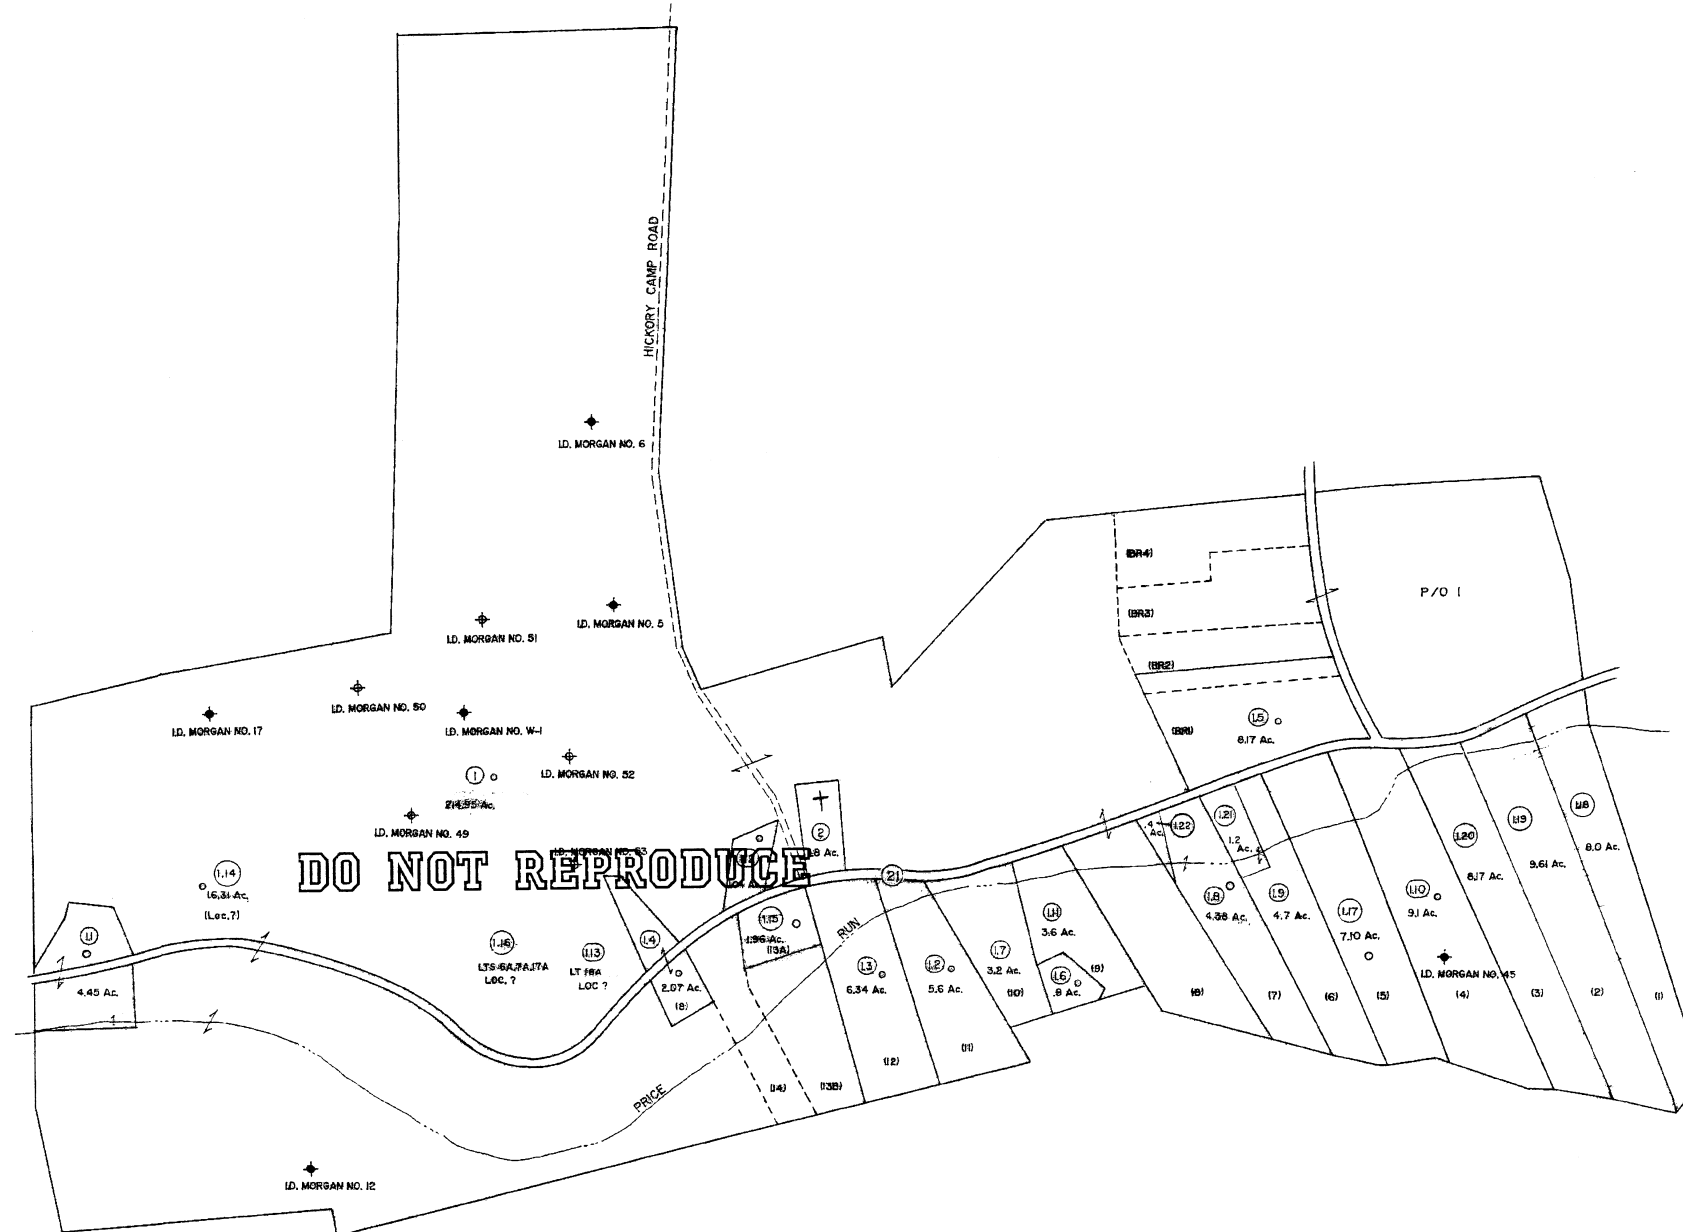 HICKORY CAMP ROAD
I.D. MORGAN NO. 6
(BR4)
P/O 1
I.D. MORGAN NO. 5
(BR3)
I.D. MORGAN NO. 51
(BR2)
I.D. MORGAN NO. 50
I.D. MORGAN NO. 17
I.D. MORGAN NO. W-1
1.5
(BR1)
6.17 Ac.
I.D. MORGAN NO. 52
1
214.55 Ac.
I.D. MORGAN NO. 49
2
.8 Ac.
.4 Ac.
1.22
1.21
1.2 Ac.
1.20
8.17 Ac.
1.19
9.61 Ac.
1.18
8.0 Ac.
DO NOT REPRODUCE
1.14
16.31 Ac.
(Loc.?)
21
1.8
4.38 Ac.
1.9
4.7 Ac.
1.17
7.10 Ac.
1.10
9.1 Ac.
1.1
4.45 Ac.
1.16
LTS 6A,7A,17A
LOC. ?
1.13
LT 18A
LOC ?
1.4
2.07 Ac.
(8)
1.15
1.96 Ac.
(13A)
RUN
1.3
6.34 Ac.
1.2
5.6 Ac.
1.7
3.2 Ac.
(10)
1.11
3.6 Ac.
1.6
.8 Ac.
(9)
I.D. MORGAN NO. 45
(8)
(7)
(6)
(5)
(4)
(3)
(2)
(1)
(14)
(13B)
(12)
(11)
PRICE
I.D. MORGAN NO. 12